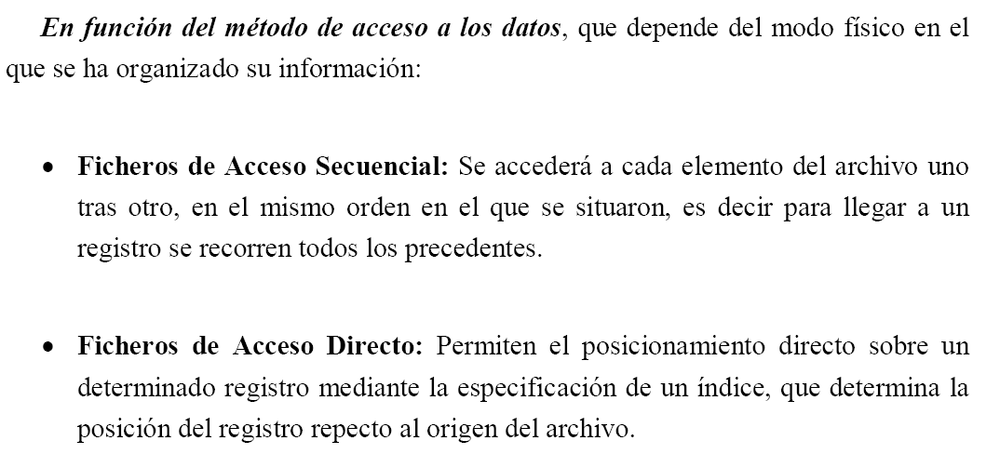 En función del método de acceso a los datos, que depende del modo físico en el
que se ha organizado su información:
• Ficheros de Acceso Secuencial: Se accederá a cada elemento del archivo uno
tras otro, en el mismo orden en el que se situaron, es decir para llegar a un
registro se recorren todos los precedentes.
• Ficheros de Acceso Directo: Permiten el posicionamiento directo sobre un
determinado registro mediante la especificación de un índice, que determina la
posición del registro repecto al origen del archivo.